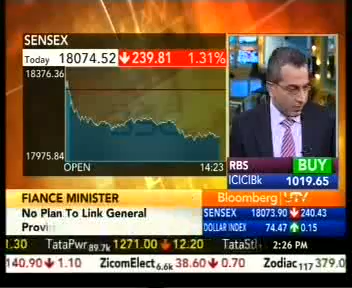 SENSEX
Today 18074.52 239.81 1.31%
18376.36
17975.84
OPEN 14:23
RBS BUY
ICICIBk 1019.65
FIANCE MINISTER
No Plan To Link General
Provi
Bloomberg UTV
SENSEX 18073.90 240.43
DOLLAR INDEX 74.47 0.15
1.30 TataPwr 89.7k 1271.00 12.20 TataStl 2:26 PM
140.90 1.10 ZicomElect 6.6k 38.60 0.70 Zodiac 117 379.0